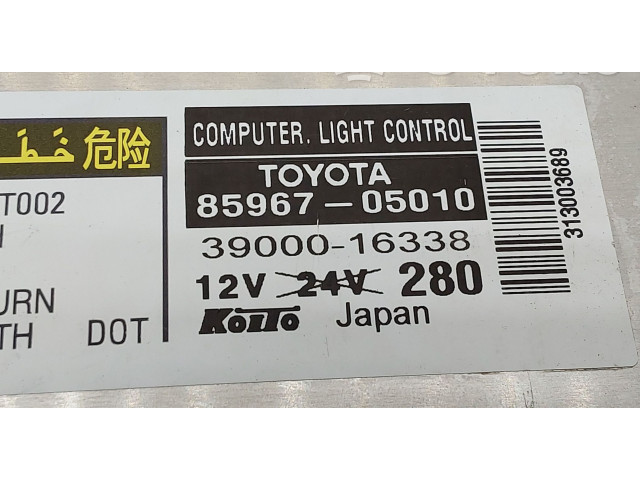 خَطَ
危险
T002
URN
TH DOT
COMPUTER. LIGHT CONTROL
TOYOTA
85967-05010
39000-16338
12V 24V 280
KOITO Japan
313003689